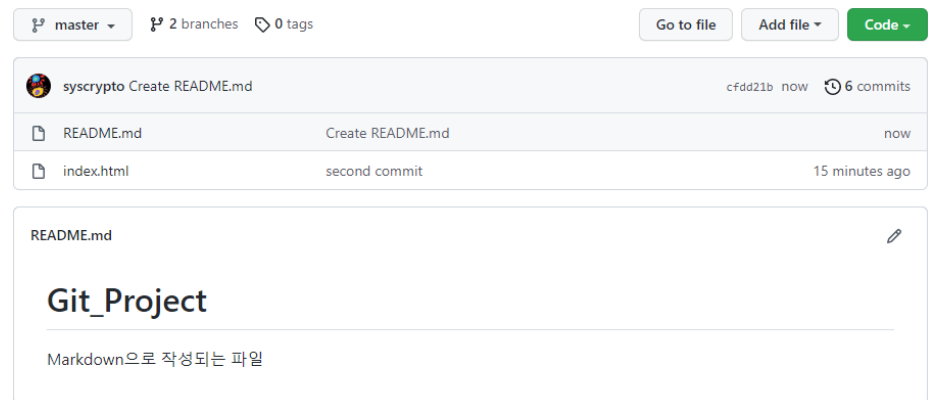 master 2 branches 0 tags Go to file Add file Code
syscrypto Create README.md cfdd21b now 6 commits
README.md Create README.md now
index.html second commit 15 minutes ago
README.md
Git_Project
Markdown으로 작성되는 파일